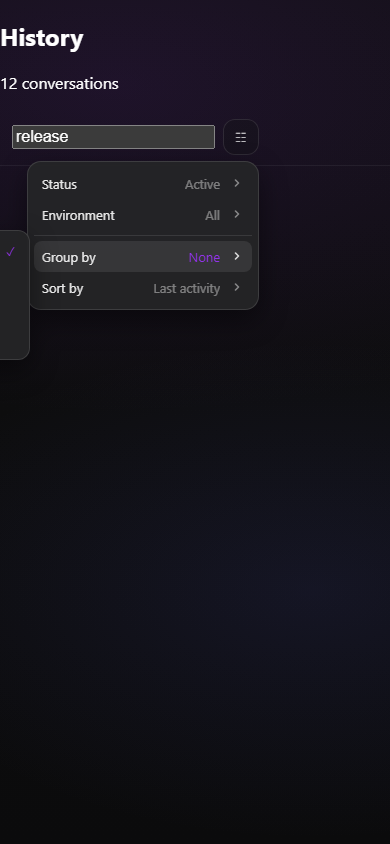 History
12 conversations
release
Status Active
Environment All
Group by None
Sort by Last activity